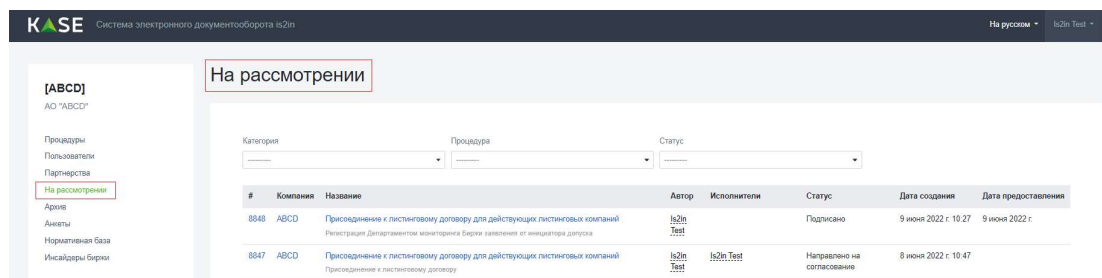 KASE Система электронного документооборота is2in На русском Is2in Test
[ABCD]
АО "ABCD"
Процедуры
Пользователи
Партнерства
На рассмотрении
Архив
Анкеты
Нормативная база
Инсайдеры биржи
На рассмотрении
Категория Процедура Статус
--------- --------- ---------
# Компания Название Автор Исполнители Статус Дата создания Дата предоставления
8848 ABCD Присоединение к листинговому договору для действующих листинговых компаний Is2in Подписано 9 июня 2022 г. 10:27 9 июня 2022 г.
Регистрация Департаментом мониторинга Биржи заявления от инициатора допуска Test
8847 ABCD Присоединение к листинговому договору для действующих листинговых компаний Is2in Is2in Test Направлено на 8 июня 2022 г. 10:47
Присоединение к листинговому договору Test согласование